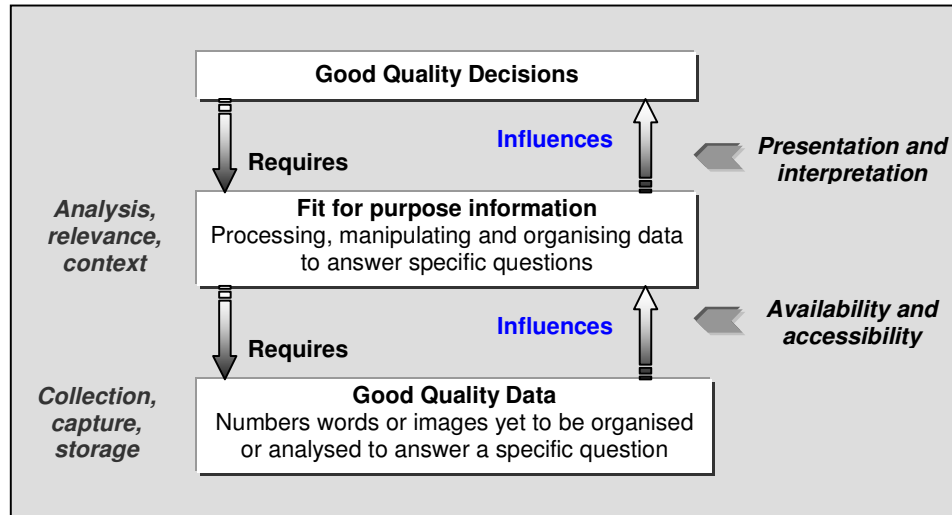 Good Quality Decisions
Influences
Requires
Presentation and
interpretation
Analysis,
relevance,
context
Fit for purpose information
Processing, manipulating and organising data
to answer specific questions
Influences
Requires
Availability and
accessibility
Collection,
capture,
storage
Good Quality Data
Numbers words or images yet to be organised
or analysed to answer a specific question